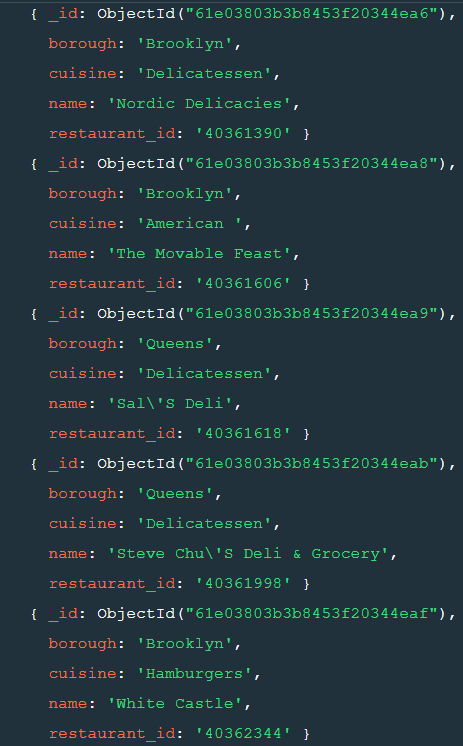 { _id: ObjectId("61e03803b3b8453f20344ea6"),
borough: 'Brooklyn',
cuisine: 'Delicatessen',
name: 'Nordic Delicacies',
restaurant_id: '40361390' }
{ _id: ObjectId("61e03803b3b8453f20344ea8"),
borough: 'Brooklyn',
cuisine: 'American ',
name: 'The Movable Feast',
restaurant_id: '40361606' }
{ _id: ObjectId("61e03803b3b8453f20344ea9"),
borough: 'Queens',
cuisine: 'Delicatessen',
name: 'Sal\'S Deli',
restaurant_id: '40361618' }
{ _id: ObjectId("61e03803b3b8453f20344eab"),
borough: 'Queens',
cuisine: 'Delicatessen',
name: 'Steve Chu\'S Deli & Grocery',
restaurant_id: '40361998' }
{ _id: ObjectId("61e03803b3b8453f20344eaf"),
borough: 'Brooklyn',
cuisine: 'Hamburgers',
name: 'White Castle',
restaurant_id: '40362344' }